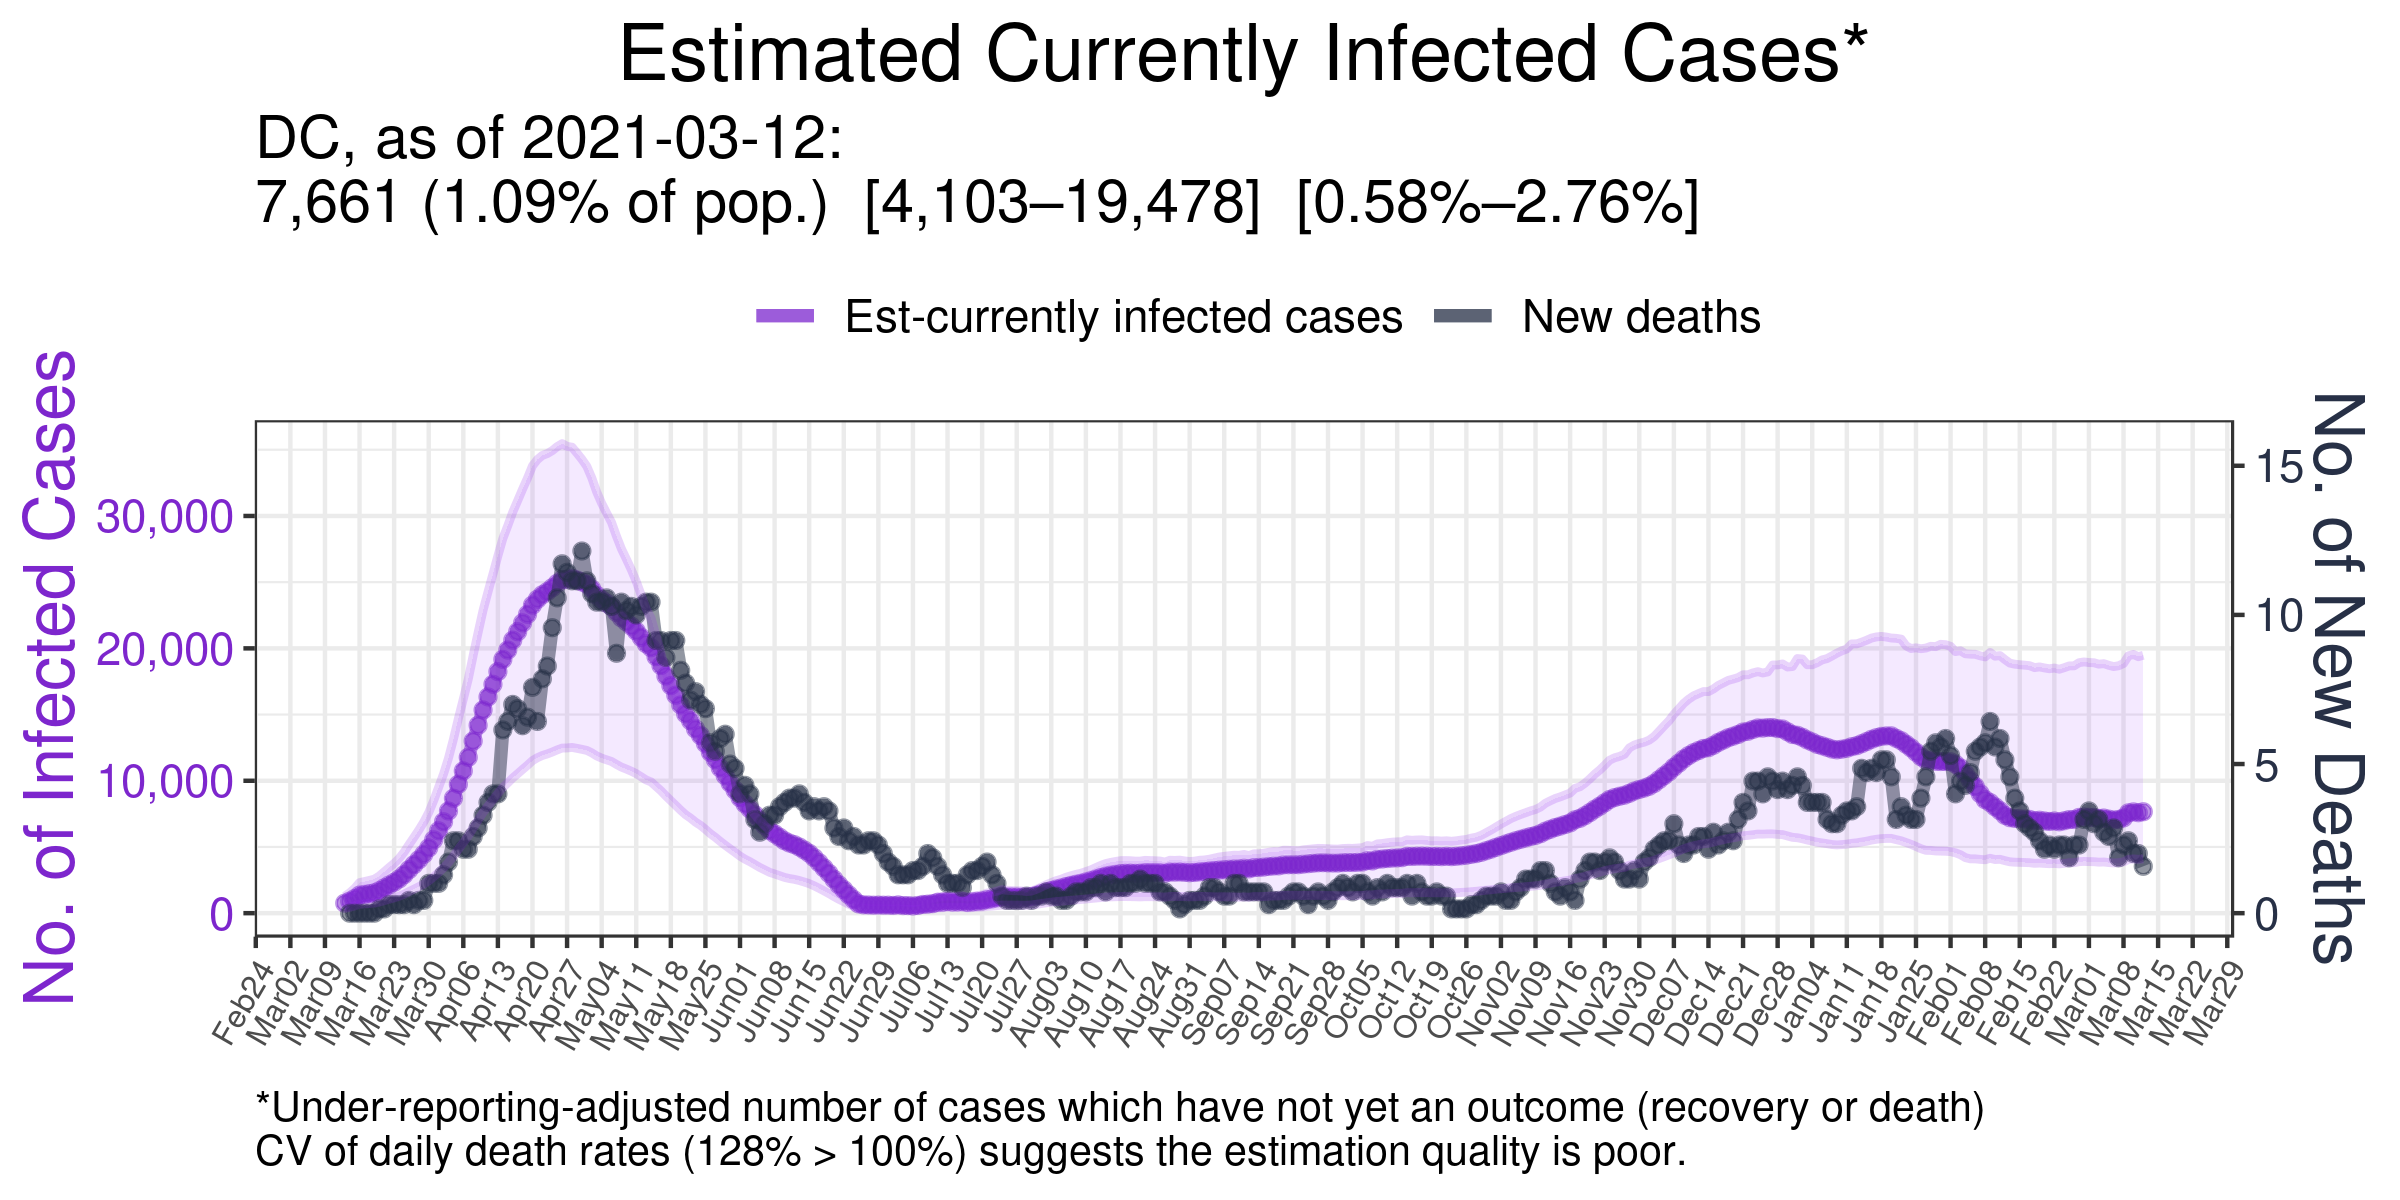 Estimated Currently Infected Cases*
DC, as of 2021-03-12:
7,661 (1.09% of pop.)  [4,103–19,478]  [0.58%–2.76%]
Est-currently infected cases
New deaths
No. of Infected Cases
30,000
20,000
10,000
0
15
10
5
0
No. of New Deaths
Feb24
Mar02
Mar09
Mar16
Mar23
Mar30
Apr06
Apr13
Apr20
Apr27
May04
May11
May18
May25
Jun01
Jun08
Jun15
Jun22
Jun29
Jul06
Jul13
Jul20
Jul27
Aug03
Aug10
Aug17
Aug24
Aug31
Sep07
Sep14
Sep21
Sep28
Oct05
Oct12
Oct19
Oct26
Nov02
Nov09
Nov16
Nov23
Nov30
Dec07
Dec14
Dec21
Dec28
Jan04
Jan11
Jan18
Jan25
Feb01
Feb08
Feb15
Feb22
Mar01
Mar08
Mar15
Mar22
Mar29
*Under-reporting-adjusted number of cases which have not yet an outcome (recovery or death)
CV of daily death rates (128% > 100%) suggests the estimation quality is poor.